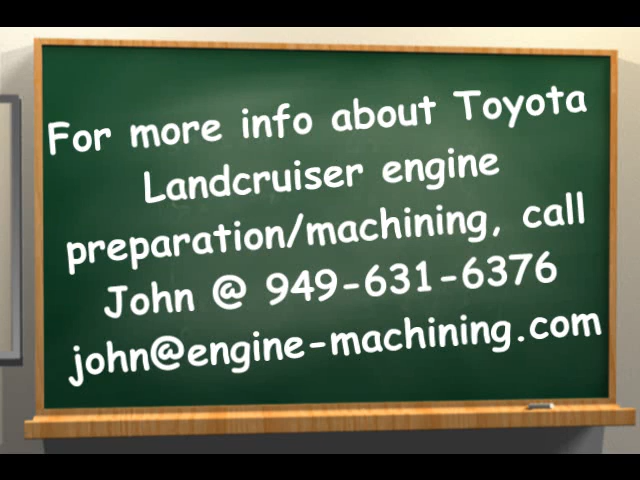 For more info about Toyota
Landcruiser engine
preparation/machining, call
John @ 949-631-6376
john@engine-machining.com